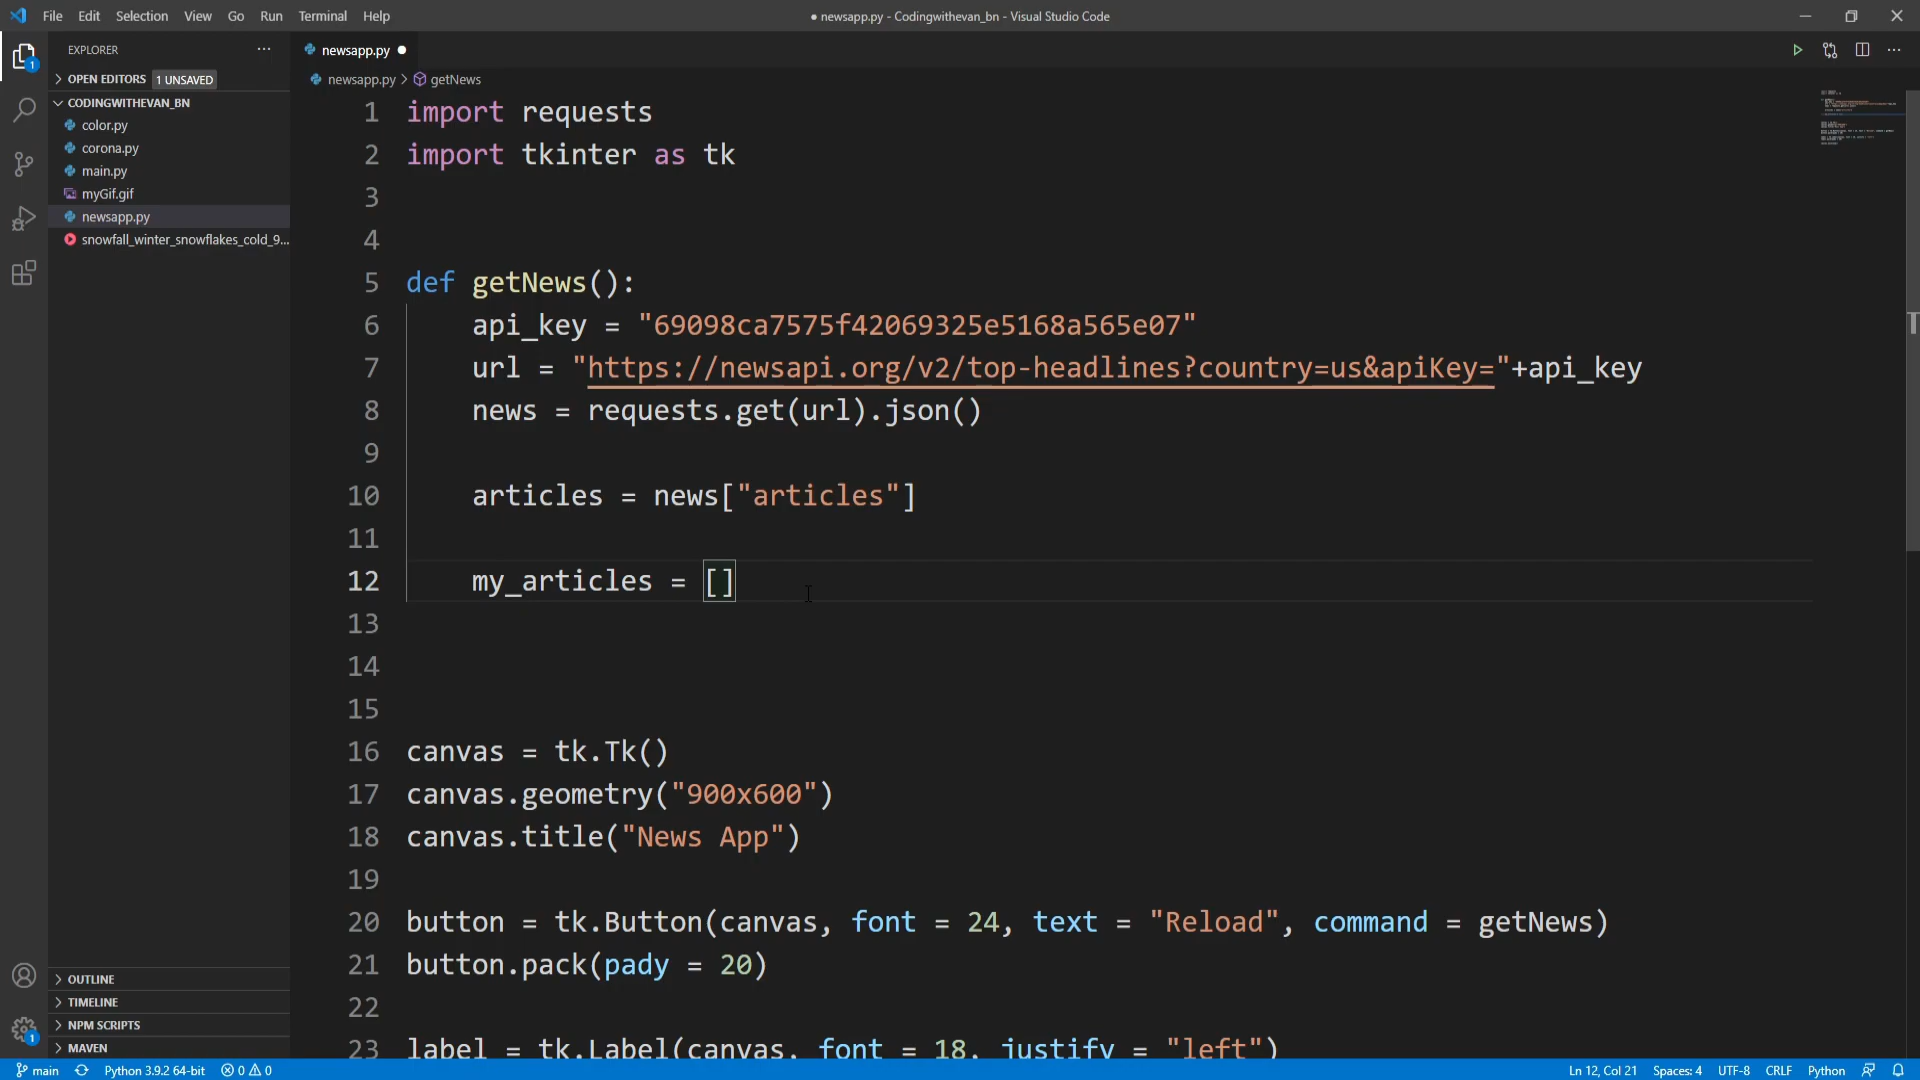 File Edit Selection View Go Run Terminal Help
● newsapp.py - Codingwithevan_bn - Visual Studio Code
EXPLORER
OPEN EDITORS 1 UNSAVED
CODINGWITHEVAN_BN
color.py
corona.py
main.py
myGif.gif
newsapp.py
snowfall_winter_snowflakes_cold_9...
OUTLINE
TIMELINE
NPM SCRIPTS
MAVEN
newsapp.py ●
newsapp.py > getNews
1 import requests
2 import tkinter as tk
3
4
5 def getNews():
6     api_key = "69098ca7575f42069325e5168a565e07"
7     url = "https://newsapi.org/v2/top-headlines?country=us&apiKey="+api_key
8     news = requests.get(url).json()
9
10     articles = news["articles"]
11
12     my_articles = []
13
14
15
16 canvas = tk.Tk()
17 canvas.geometry("900x600")
18 canvas.title("News App")
19
20 button = tk.Button(canvas, font = 24, text = "Reload", command = getNews)
21 button.pack(pady = 20)
22
23 label = tk.Label(canvas, font = 18, justify = "left")
main Python 3.9.2 64-bit 0 0 Ln 12, Col 21 Spaces: 4 UTF-8 CRLF Python